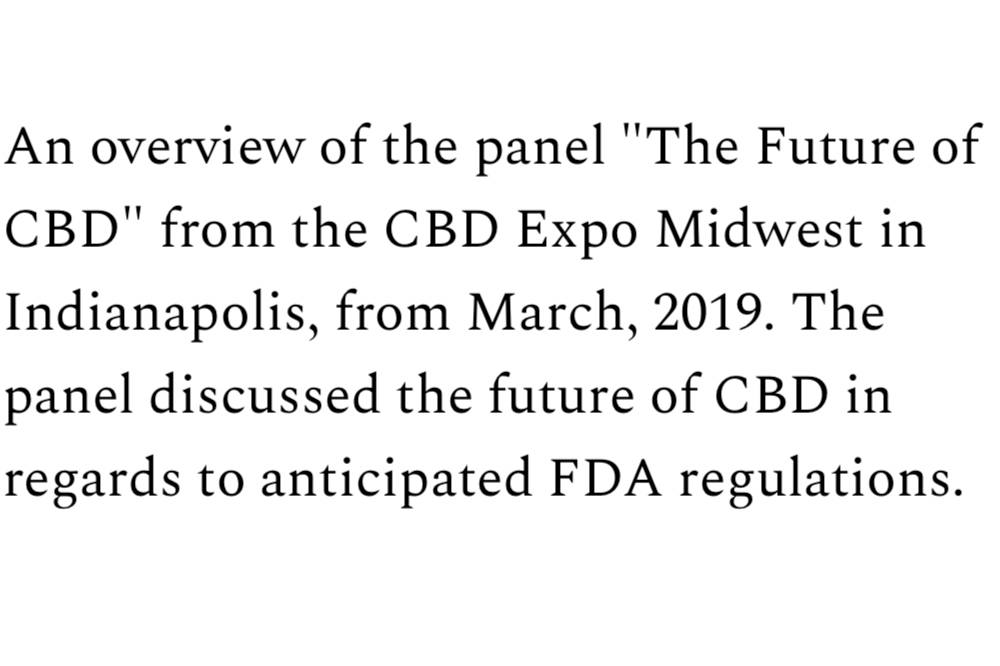 An overview of the panel "The Future of
CBD" from the CBD Expo Midwest in
Indianapolis, from March, 2019. The
panel discussed the future of CBD in
regards to anticipated FDA regulations.